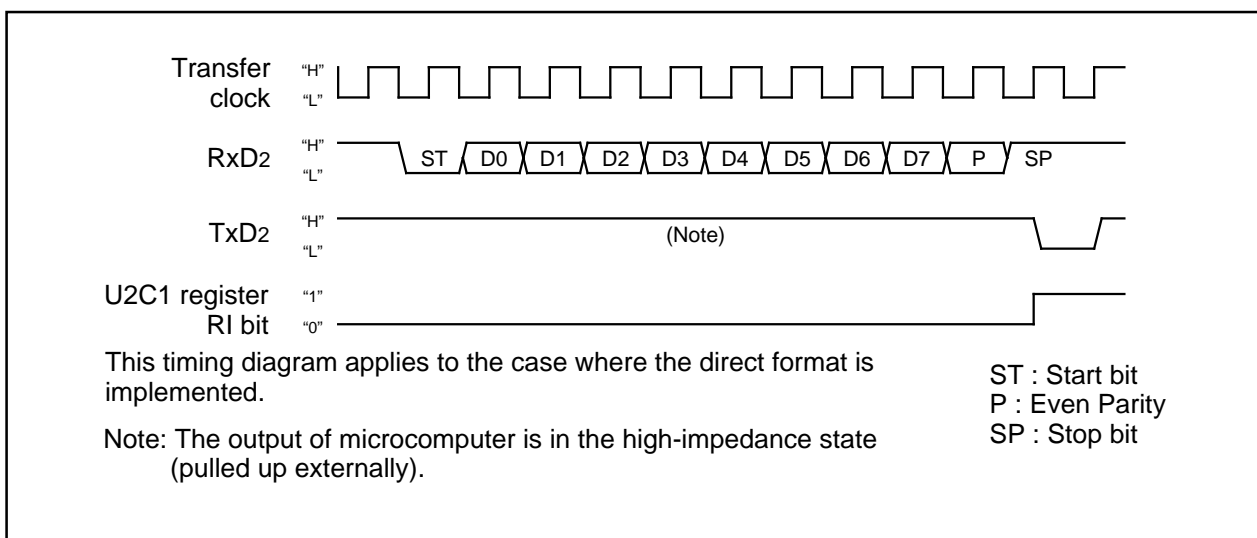 Transfer clock
“H”
“L”
RxD2
“H”
“L”
ST D0 D1 D2 D3 D4 D5 D6 D7 P SP
TxD2
“H”
“L”
(Note)
U2C1 register
RI bit
“1”
“0”
This timing diagram applies to the case where the direct format is
implemented.
Note: The output of microcomputer is in the high-impedance state
(pulled up externally).
ST : Start bit
P : Even Parity
SP : Stop bit